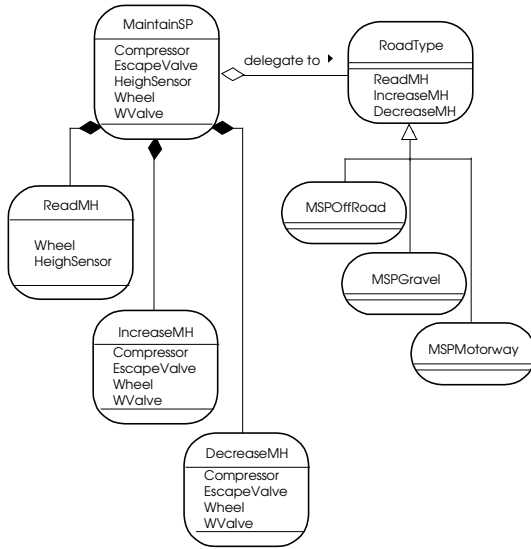 MaintainSP
Compressor
EscapeValve
HeighSensor
Wheel
WValve
delegate to
RoadType
ReadMH
IncreaseMH
DecreaseMH
ReadMH
Wheel
HeighSensor
MSPOffRoad
MSPGravel
MSPMotorway
IncreaseMH
Compressor
EscapeValve
Wheel
WValve
DecreaseMH
Compressor
EscapeValve
Wheel
WValve